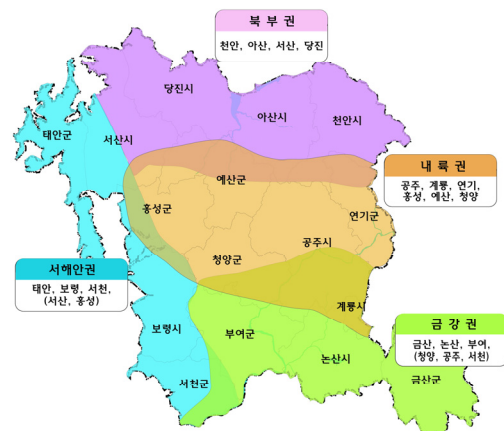 북 부 권
천안, 아산, 서산, 당진
당진시
아산시
천안시
태안군
서산시
내 륙 권
공주, 계룡, 연기,
홍성, 예산, 청양
예산군
홍성군
연기군
공주시
청양군
서해안권
태안, 보령, 서천,
(서산, 홍성)
계룡시
보령시
부여군
금 강 권
금산, 논산, 부여,
(청양, 공주, 서천)
논산시
서천군
금산군